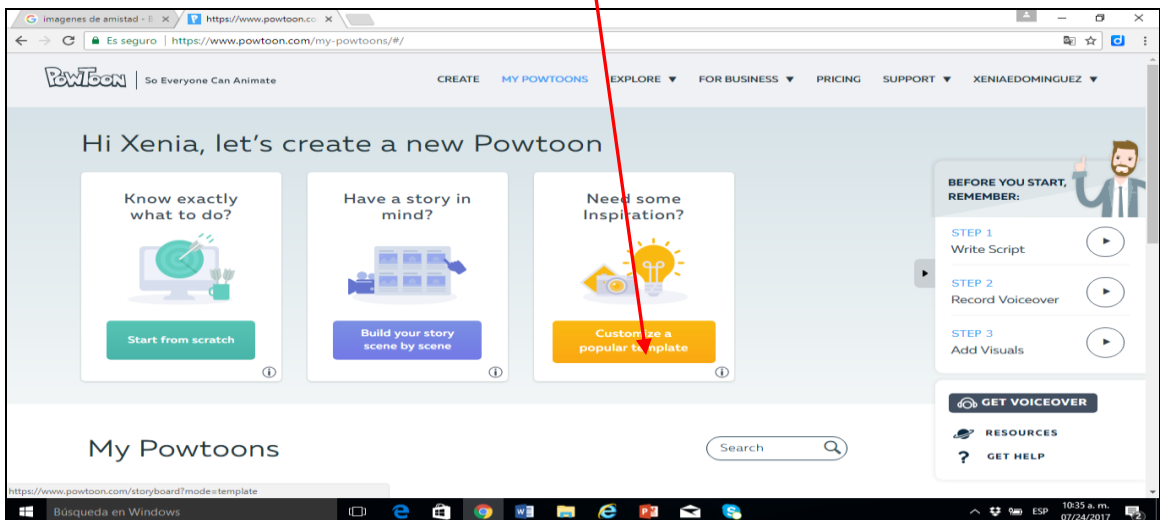 imagenes de amistad - B
https://www.powtoon.co
Es seguro | https://www.powtoon.com/my-powtoons/#/
PowToon | So Everyone Can Animate
CREATE MY POWTOONS EXPLORE FOR BUSINESS PRICING SUPPORT XENIAEDOMINGUEZ
Hi Xenia, let's create a new Powtoon
Know exactly
what to do?
Start from scratch
Have a story in
mind?
Build your story
scene by scene
Need some
Inspiration?
Customize a
popular template
BEFORE YOU START,
REMEMBER:
STEP 1
Write Script
STEP 2
Record Voiceover
STEP 3
Add Visuals
GET VOICEOVER
RESOURCES
? GET HELP
My Powtoons
Search
https://www.powtoon.com/storyboard?mode=template
Búsqueda en Windows
ESP
10:35 a. m.
07/24/2017